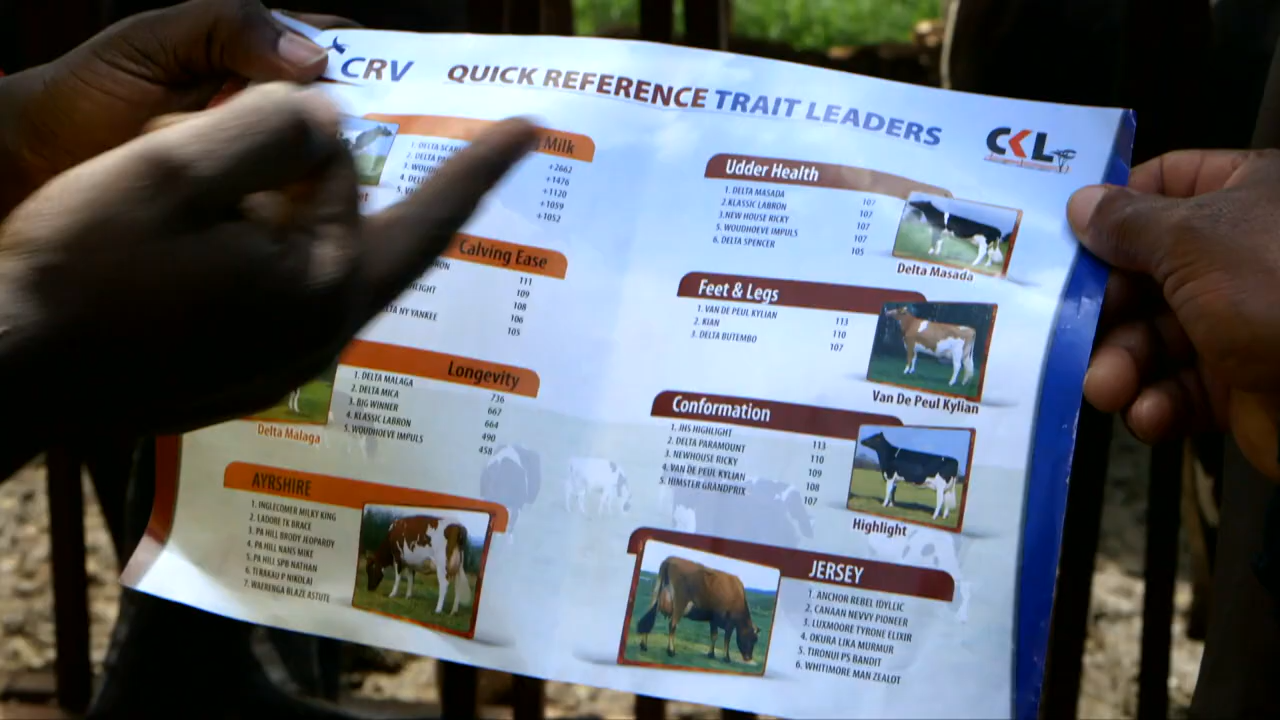 CRV
QUICK REFERENCE TRAIT LEADERS
CKL
Milk
1. DELTA
2. DELTA
3.
4.
5.
+2662
+1476
+1120
+1059
+1052
Calving Ease
111
109
NY YANKEE
108
106
105
Longevity
1. DELTA MALAGA 736
2. DELTA MICA 667
3. BIG WINNER 664
4. KLASSIC LABRON 490
5. WOUDHOEVE IMPULS 458
Delta Malaga
AYRSHIRE
1. INGLECOMER MILKY KING
2. LADORE TK BRACE
3. PA HILL BRODY JEOPARDY
4. PA HILL NANS MIKE
5. PA HILL SPB NATHAN
6. TI RAKAU P NIKOLAI
7. WAERENGA BLAZE ASTUTE
Udder Health
1. DELTA MASADA 107
2.KLASSIC LABRON 107
3.NEW HOUSE RICKY 107
5. WOUDHOEVE IMPULS 107
6. DELTA SPENCER 105
Delta Masada
Feet & Legs
1. VAN DE PEUL KYLIAN 113
2. KIAN 110
3. DELTA BUTEMBO 107
Van De Peul Kylian
Conformation
1. JHS HIGHLIGHT 113
2. DELTA PARAMOUNT 110
3. NEWHOUSE RICKY 109
4. VAN DE PEUL KYLIAN 108
5. HIMSTER GRANDPRIX 107
Highlight
JERSEY
1. ANCHOR REBEL IDYLLIC
2. CANAAN NEVVY PIONEER
3. LUXMOORE TYRONE ELIXIR
4. OKURA LIKA MURMUR
5. TIRONUI PS BANDIT
6. WHITIMORE MAN ZEALOT